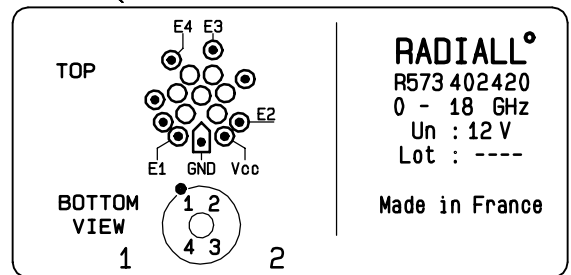 E4 E3
TOP
E2
E1 GND Vcc
BOTTOM
VIEW
1 2
4 3
1 2
RADIALL°
R573 402420
0 - 18 GHz
Un : 12 V
Lot : ----
Made in France